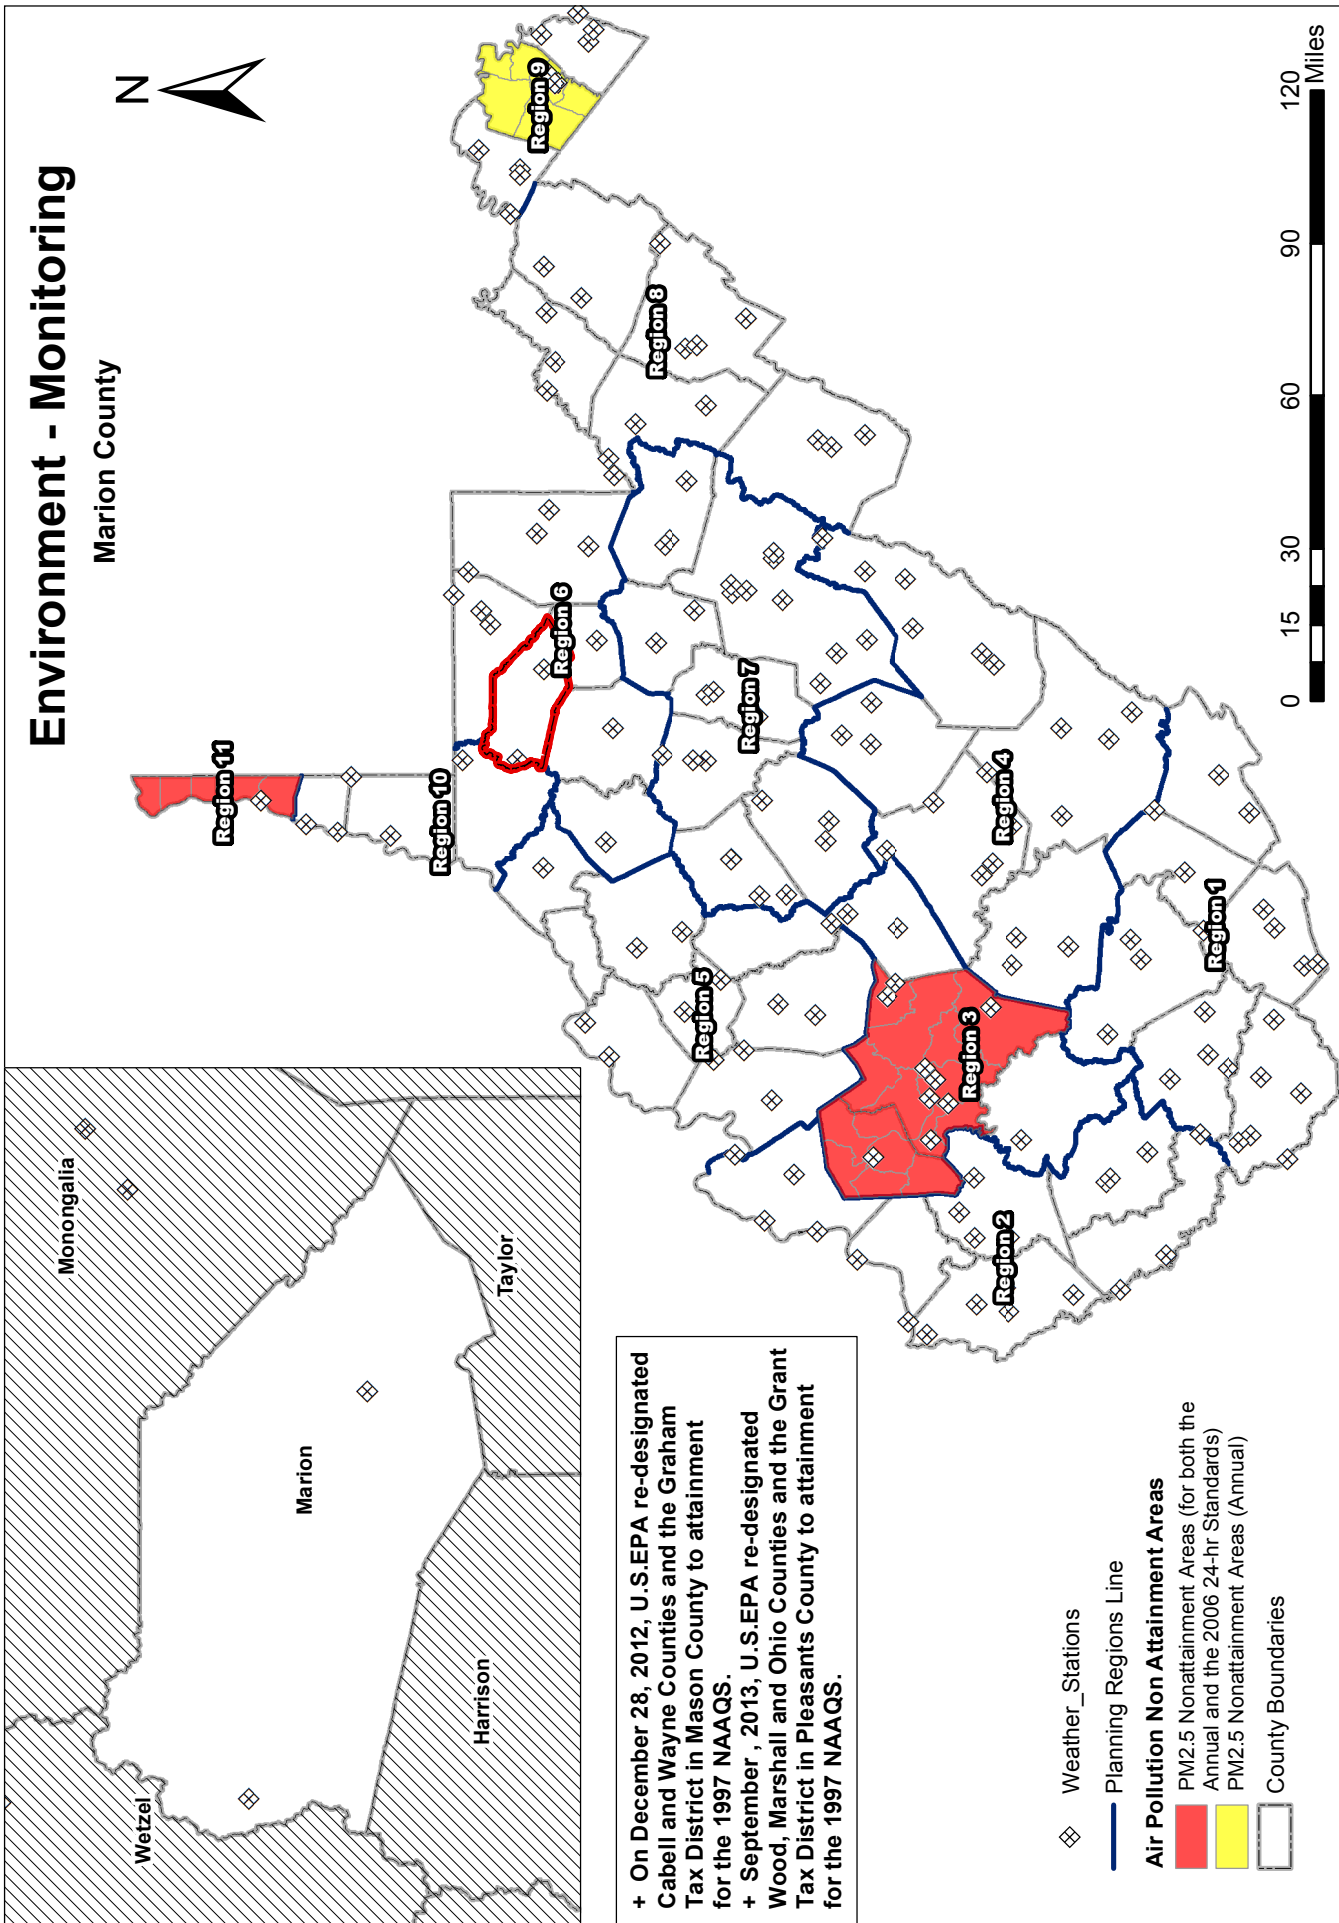 Environment - Monitoring
Marion County
N
Monongalia
Wetzel
Marion
Taylor
Harrison
+ On December 28, 2012, U.S.EPA re-designated
Cabell and Wayne Counties and the Graham
Tax District in Mason County to attainment
for the 1997 NAAQS.
+ September , 2013, U.S.EPA re-designated
Wood, Marshall and Ohio Counties and the Grant
Tax District in Pleasants County to attainment
for the 1997 NAAQS.
Region 11
Region 10
Region 9
Region 6
Region 8
Region 5
Region 7
Region 3
Region 4
Region 2
Region 1
Weather_Stations
Planning Regions Line
Air Pollution Non Attainment Areas
PM2.5 Nonattainment Areas (for both the
Annual and the 2006 24-hr Standards)
PM2.5 Nonattainment Areas (Annual)
County Boundaries
0 15 30 60 90 120
Miles